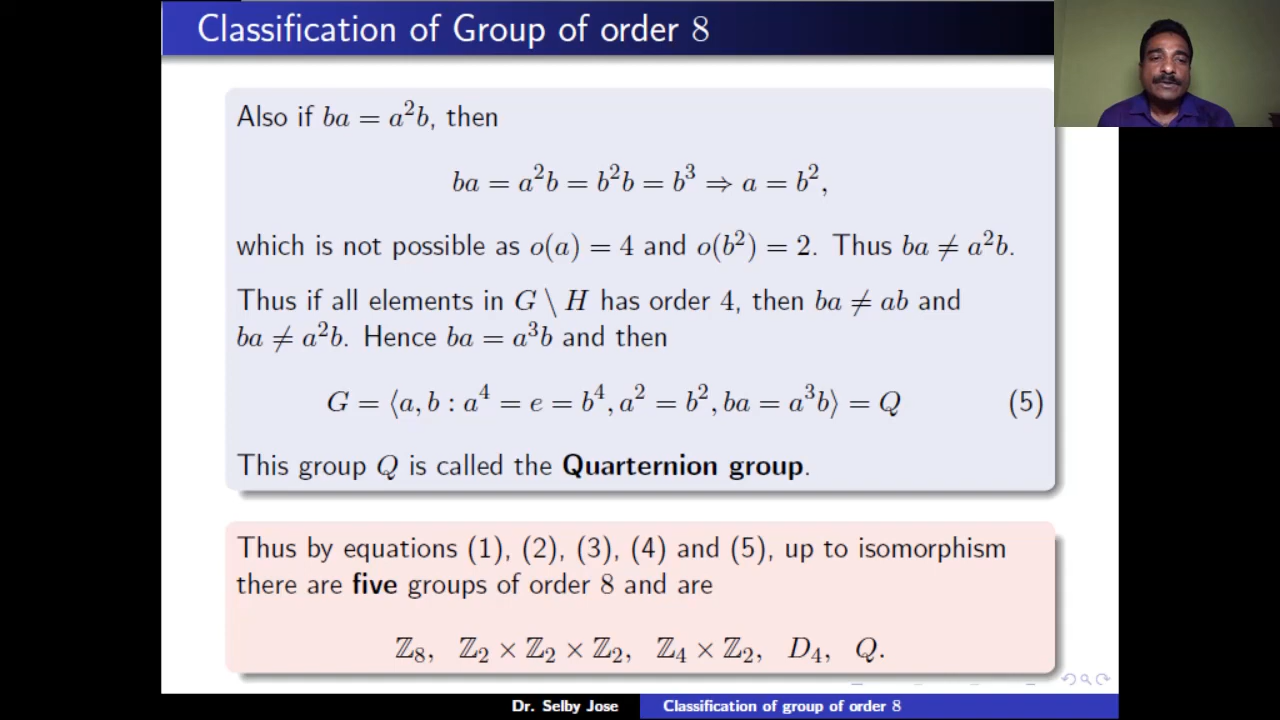 Classification of Group of order 8
Also if ba = a²b, then
ba = a²b = b²b = b³ ⇒ a = b²,
which is not possible as o(a) = 4 and o(b²) = 2. Thus ba ≠ a²b.
Thus if all elements in G \ H has order 4, then ba ≠ ab and
ba ≠ a²b. Hence ba = a³b and then
G = ⟨a, b : a⁴ = e = b⁴, a² = b², ba = a³b⟩ = Q (5)
This group Q is called the Quarternion group.
Thus by equations (1), (2), (3), (4) and (5), up to isomorphism
there are five groups of order 8 and are
ℤ₈, ℤ₂ × ℤ₂ × ℤ₂, ℤ₄ × ℤ₂, D₄, Q.
Dr. Selby Jose Classification of group of order 8